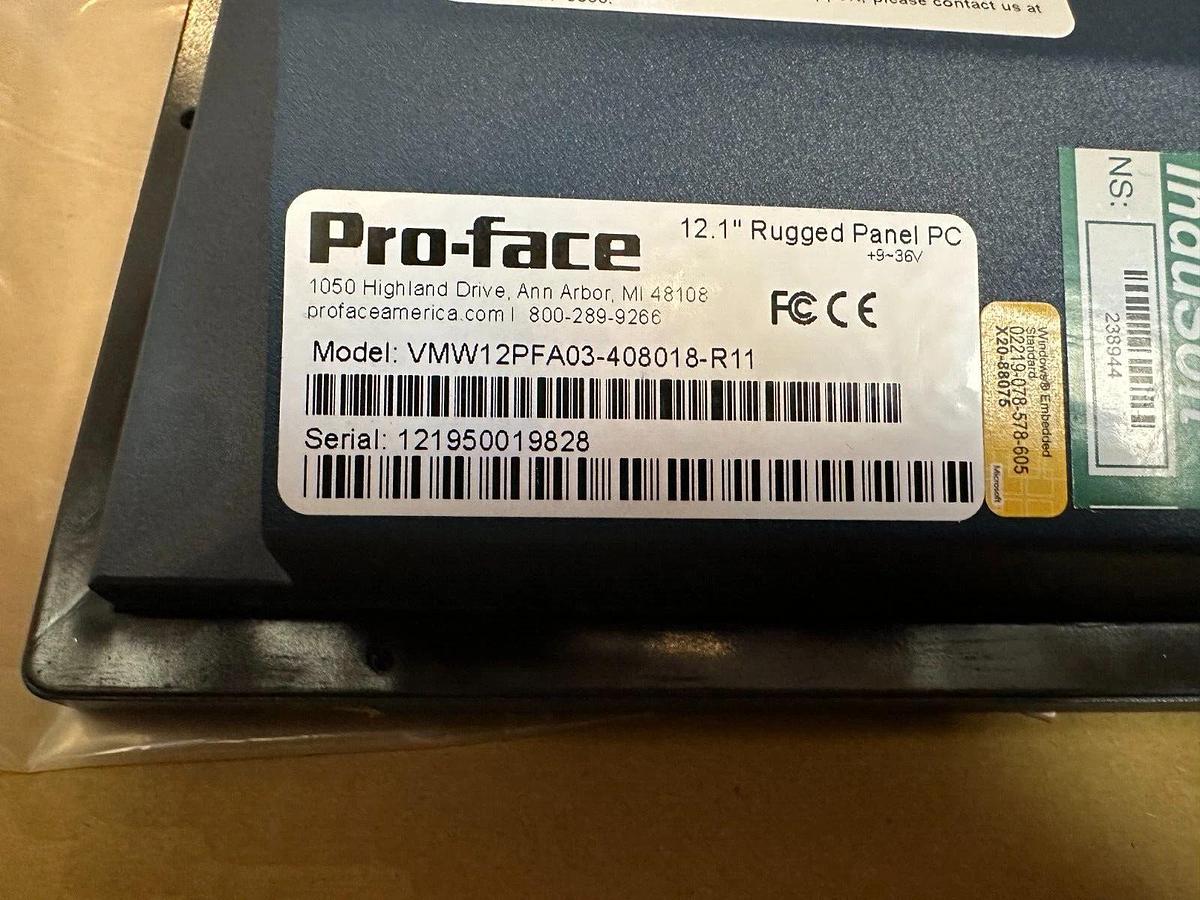 please contact us at
Pro-face
12.1" Rugged Panel PC
+9~36V
1050 Highland Drive, Ann Arbor, MI 48108
profaceamerica.com | 800-289-9266
FC CE
Model: VMW12PFA03-408018-R11
Serial: 121950019828
Windows® Embedded
Standard
02219-078-578-605
X20-88075
Microsoft
NS:
238944